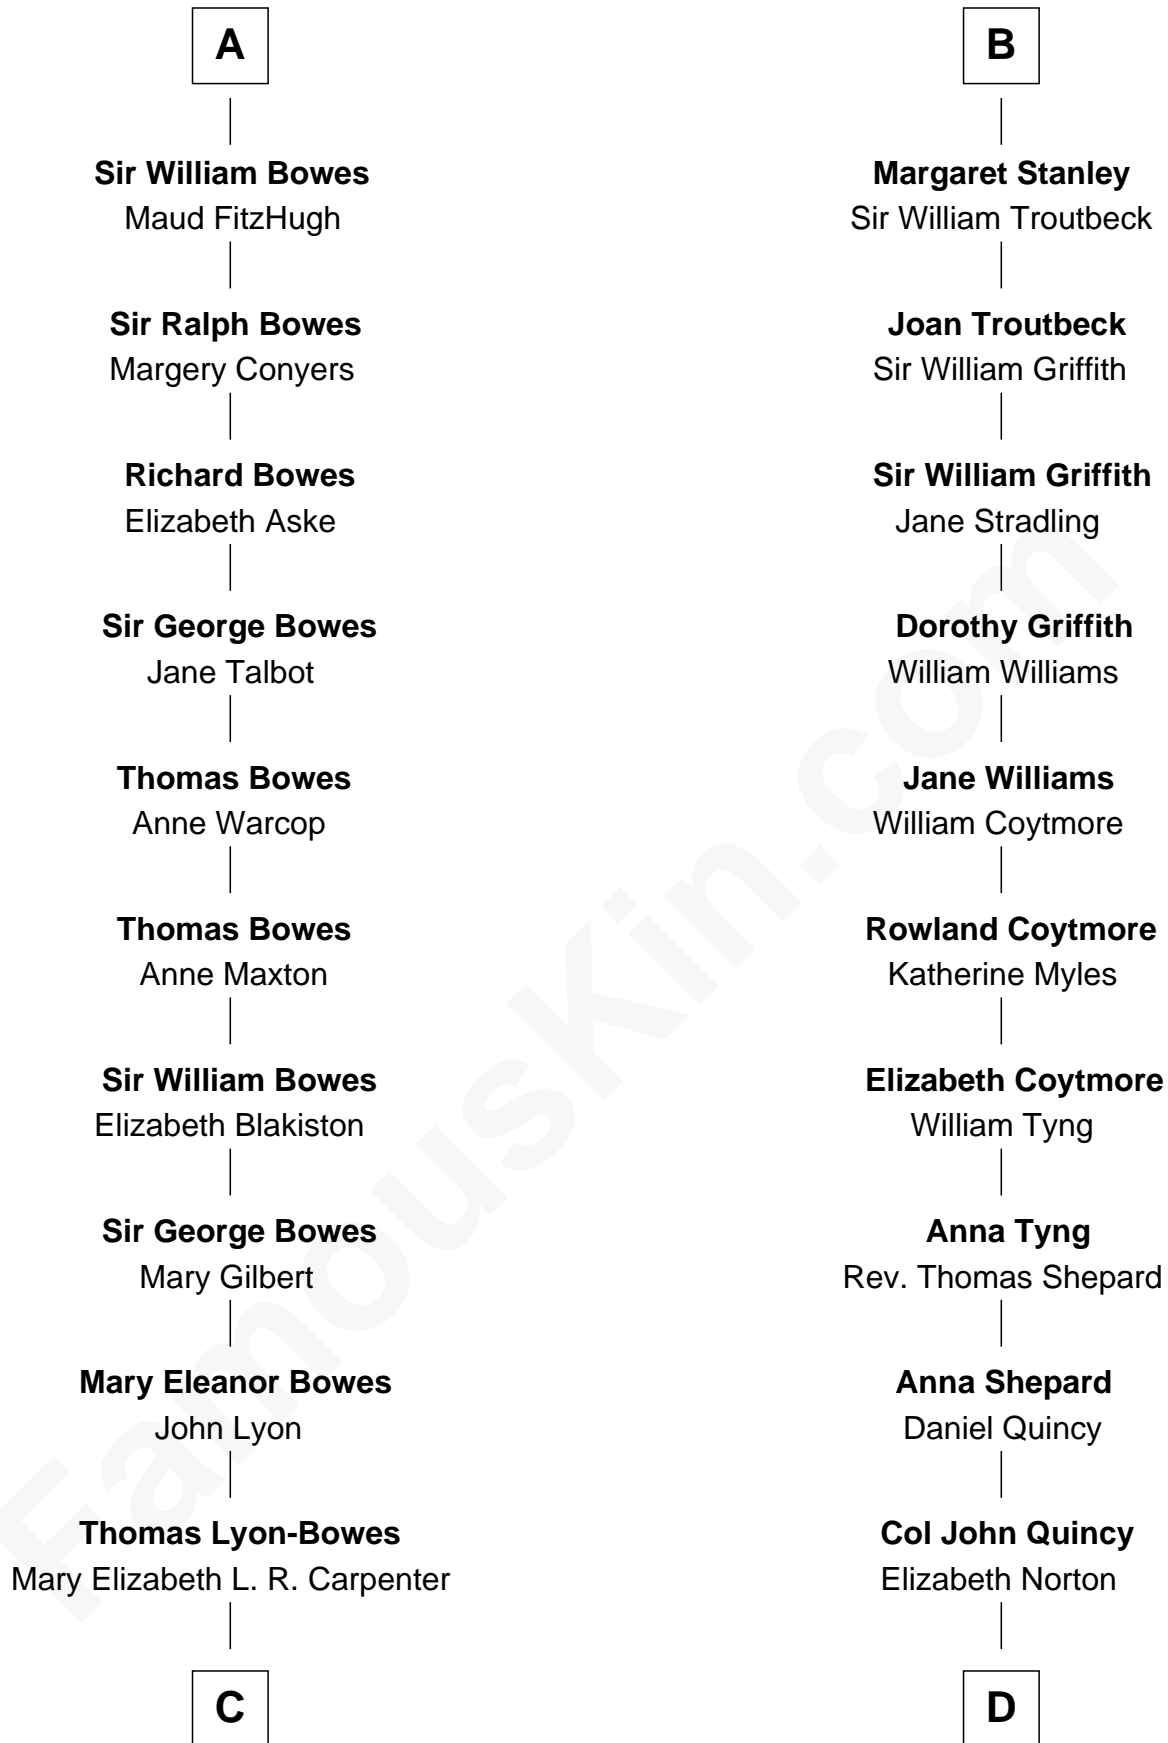 A
Sir William Bowes
Maud FitzHugh
Sir Ralph Bowes
Margery Conyers
Richard Bowes
Elizabeth Aske
Sir George Bowes
Jane Talbot
Thomas Bowes
Anne Warcop
Thomas Bowes
Anne Maxton
Sir William Bowes
Elizabeth Blakiston
Sir George Bowes
Mary Gilbert
Mary Eleanor Bowes
John Lyon
Thomas Lyon-Bowes
Mary Elizabeth L. R. Carpenter
C
B
Margaret Stanley
Sir William Troutbeck
Joan Troutbeck
Sir William Griffith
Sir William Griffith
Jane Stradling
Dorothy Griffith
William Williams
Jane Williams
William Coytmore
Rowland Coytmore
Katherine Myles
Elizabeth Coytmore
William Tyng
Anna Tyng
Rev. Thomas Shepard
Anna Shepard
Daniel Quincy
Col John Quincy
Elizabeth Norton
D
FamousKin.com